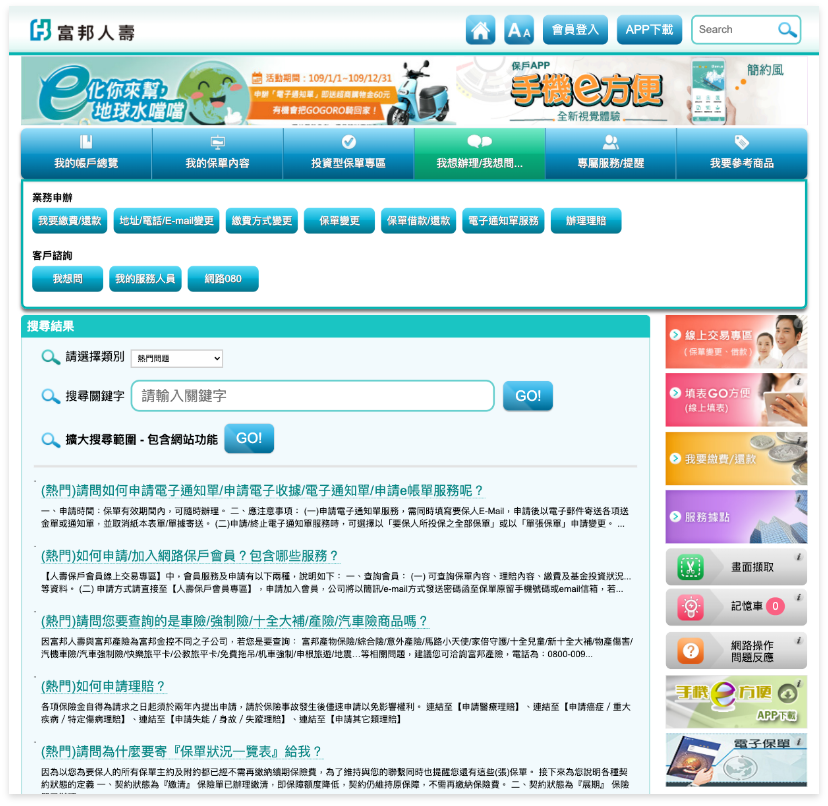 富邦人壽
AA
會員登入
APP下載
Search
e化你來幫,
地球水噹噹
活動期間：109/1/1~109/12/31
申辦「電子通知單」即送超商購物金60元
有機會把GOGORO騎回家！
保戶APP
手機e方便
全新視覺體驗
簡約風
我的帳戶總覽
我的保單內容
投資型保單專區
我想辦理/我想問...
專屬服務/提醒
我要參考商品
業務申辦
我要繳費/還款
地址/電話/E-mail變更
繳費方式變更
保單變更
保單借款/還款
電子通知單服務
辦理理賠
客戶諮詢
我想問
我的服務人員
網路080
搜尋結果
請選擇類別
熱門問題
搜尋關鍵字
請輸入關鍵字
GO!
擴大搜尋範圍 - 包含網站功能
GO!
(熱門)請問如何申請電子通知單/申請電子收據/電子通知單/申請e帳單服務呢？
一、申請時間：保單有效期間內，可隨時辦理。 二、應注意事項： (一)申請電子通知單服務，需同時填寫要保人E-Mail，申請後以電子郵件寄送各項送
金單或通知單，並取消紙本表單/單據寄送。 (二)申請/終止電子通知單服務時，可選擇以「要保人所投保之全部保單」或以「單張保單」申請變更。 ...
(熱門)如何申請/加入網路保戶會員？包含哪些服務？
【人壽保戶會員線上交易專區】中，會員服務及申請有以下兩種，說明如下： 一、查詢會員： (一) 可查詢保單內容、理賠內容、繳費及基金投資狀況...
等資料。 (二) 申請方式請直接至【人壽保戶會員專區】，申請加入會員，公司將以簡訊/e-mail方式發送密碼函至保單原留手機號碼或email信箱，若...
(熱門)請問您要查詢的是車險/強制險/十全大補/產險/汽車險商品嗎？
因富邦人壽與富邦產險為富邦金控不同之子公司，若您是要查詢： 富邦產物保險/綜合險/意外產險/馬路小天使/家倍守護/十全兒童/新十全大補/物產傷害/
汽機車險/汽車強制險/快樂旅平卡/公教旅平卡/免費拖吊/機車強制/申根旅遊/地震...等相關問題，建議您可洽詢富邦產險，電話為：0800-009...
(熱門)如何申請理賠？
各項保險金自得為請求之日起須於兩年內提出申請，請於保險事故發生後儘速申請以免影響權利。 連結至【申請醫療理賠】、連結至【申請癌症 / 重大
疾病 / 特定傷病理賠】、連結至【申請失能 / 身故 / 失蹤理賠】、連結至【申請其它類理賠】
(熱門)請問為什麼要寄『保單狀況一覽表』給我？
因為以您為要保人的所有保單主約及附約都已經不需再繳納續期保險費，為了維持與您的聯繫同時也提醒您還有這些(張)保單。 接下來為您說明各種契
約狀態的定義 一、契約狀態為『繳清』 保險單已辦理繳清，即保障額度降低，契約仍維持原保障，不需再繳納保險費。 二、契約狀態為『展期』 保險
線上交易專區
(保單變更、借款)
填表GO方便
(線上填表)
我要繳費/還款
服務據點
畫面擷取
記憶車 0
網路操作
問題反應
手機e方便
APP下載
電子保單